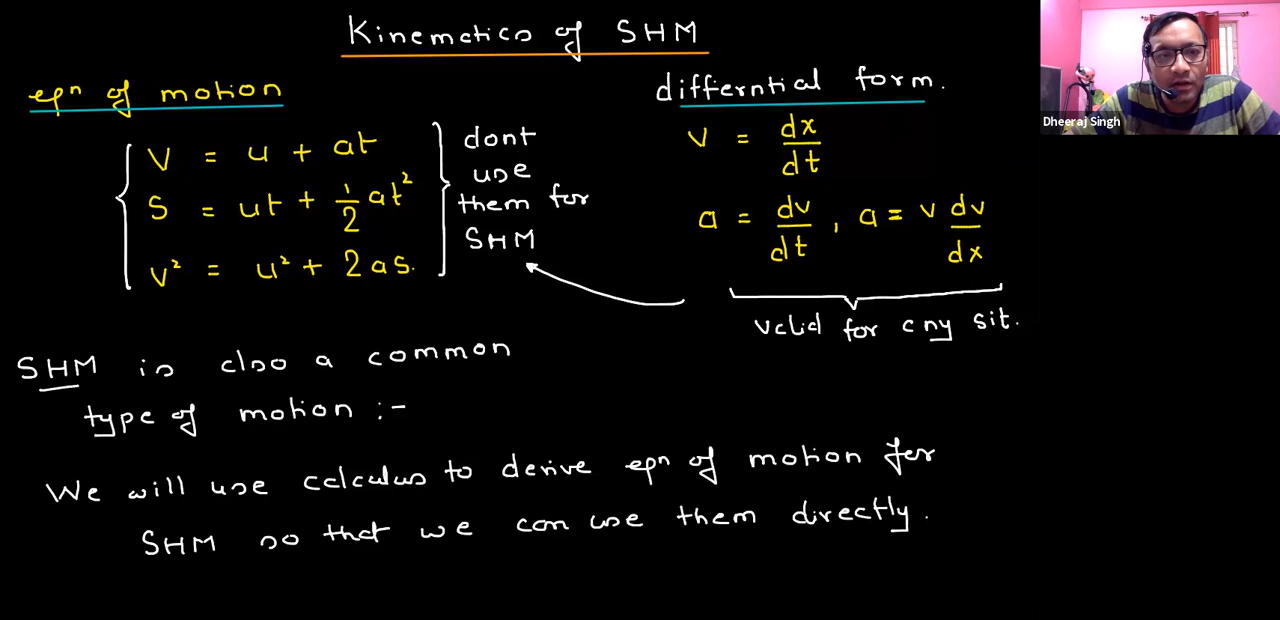 Kinematics of SHM
eqn of motion
v = u + at
s = ut + 1/2 at²
v² = u² + 2as.
dont
use
them for
SHM
differntial form.
v = dx/dt
a = dv/dt , a = v dv/dx
valid for any sit.
SHM is also a common
type of motion :-
We will use calculus to derive eqn of motion for
SHM so that we can use them directly.
Dheeraj Singh